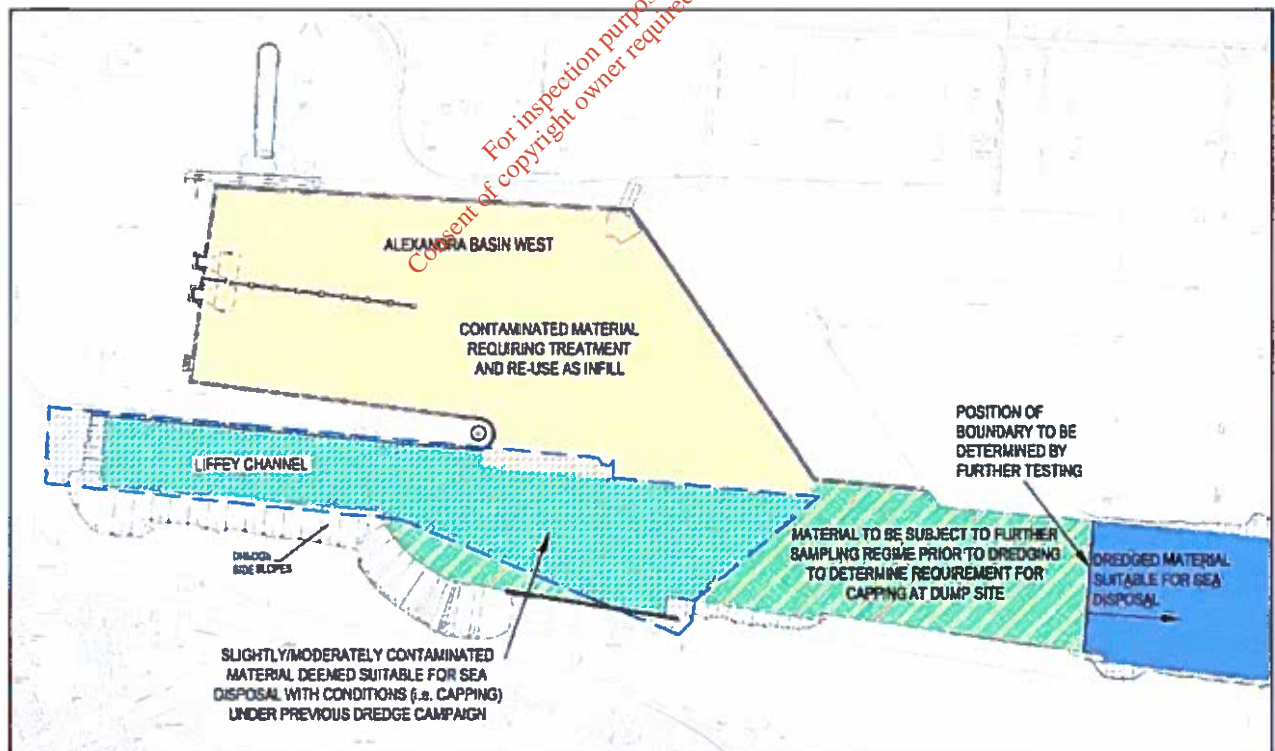 For inspection purpos
Consent of copyright owner required
ALEXANDRA BASIN WEST
CONTAMINATED MATERIAL
REQUIRING TREATMENT
AND RE-USE AS INFILL
POSITION OF
BOUNDARY TO BE
DETERMINED BY
FURTHER TESTING
LIFFEY CHANNEL
MATERIAL TO BE SUBJECT TO FURTHER
SAMPLING REGIME PRIOR TO DREDGING
TO DETERMINE REQUIREMENT FOR
CAPPING AT DUMP SITE
DREDGED MATERIAL
SUITABLE FOR SEA
DISPOSAL
SIDE SLOPES
SLIGHTLY/MODERATELY CONTAMINATED
MATERIAL DEEMED SUITABLE FOR SEA
DISPOSAL WITH CONDITIONS (i.e. CAPPING)
UNDER PREVIOUS DREDGE CAMPAIGN